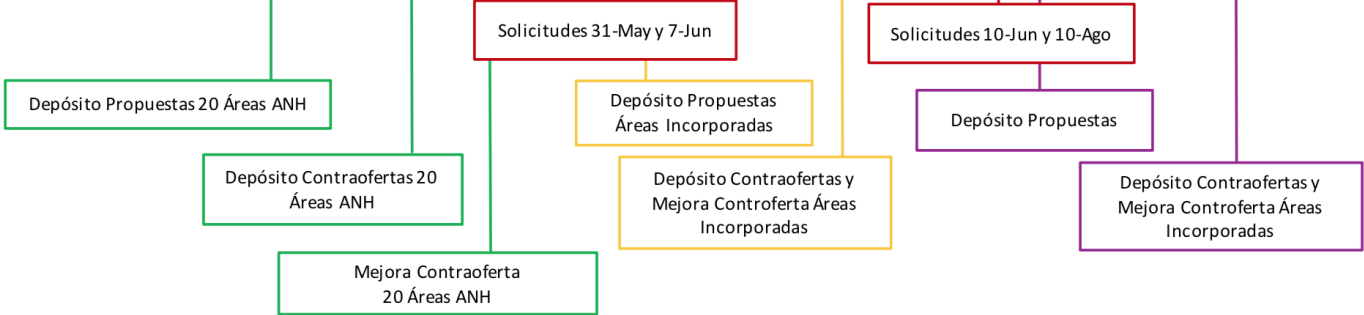 Solicitudes 31-May y 7-Jun
Solicitudes 10-Jun y 10-Ago
Depósito Propuestas 20 Áreas ANH
Depósito Propuestas
Áreas Incorporadas
Depósito Propuestas
Depósito Contraofertas 20
Áreas ANH
Depósito Contraofertas y
Mejora Controferta Áreas
Incorporadas
Depósito Contraofertas y
Mejora Controferta Áreas
Incorporadas
Mejora Contraoferta
20 Áreas ANH